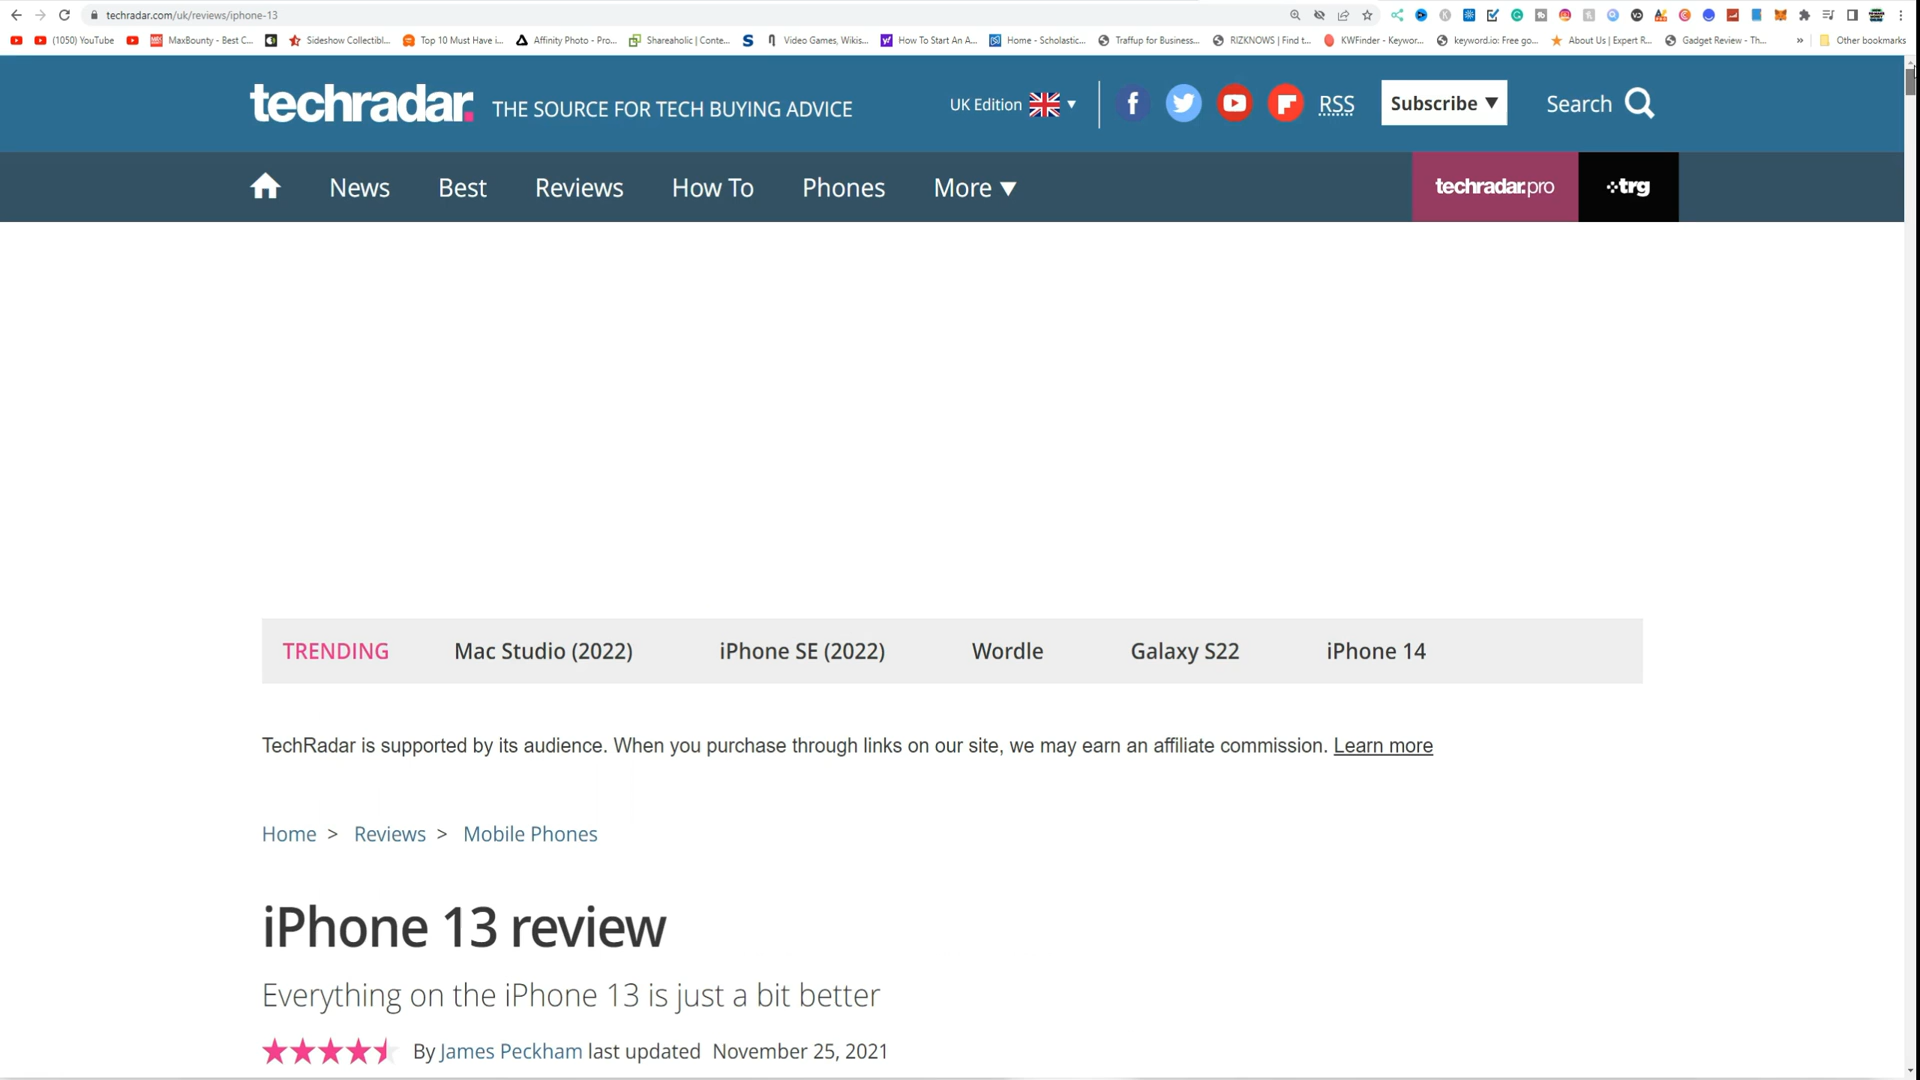 techradar.com/uk/reviews/iphone-13
(1050) YouTube
MaxBounty - Best C...
Sideshow Collectibl...
Top 10 Must Have i...
Affinity Photo - Pro...
Shareaholic | Conte...
Video Games, Wikis...
How To Start An A...
Home - Scholastic...
Traffup for Business...
RIZKNOWS | Find t...
KWFinder - Keywor...
keyword.io: Free go...
About Us | Expert R...
Gadget Review - Th...
»
Other bookmarks
techradar. THE SOURCE FOR TECH BUYING ADVICE
UK Edition
RSS
Subscribe ▼
Search
News Best Reviews How To Phones More ▼
techradar.pro
trg
TRENDING Mac Studio (2022) iPhone SE (2022) Wordle Galaxy S22 iPhone 14
TechRadar is supported by its audience. When you purchase through links on our site, we may earn an affiliate commission. Learn more
Home > Reviews > Mobile Phones
iPhone 13 review
Everything on the iPhone 13 is just a bit better
By James Peckham last updated November 25, 2021